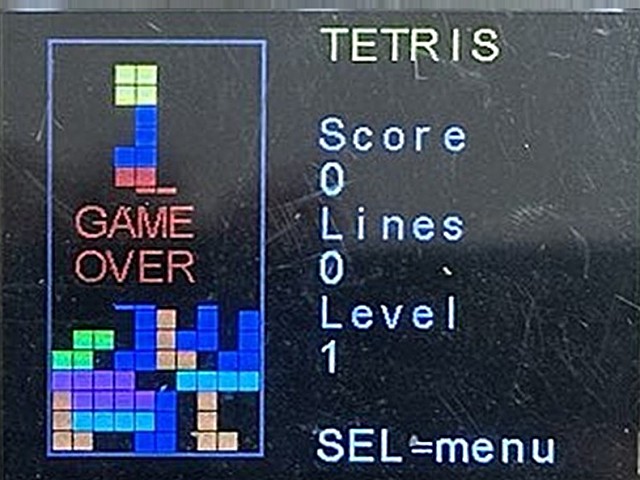 TETRIS
Score
0
GAME
Lines
OVER
0
Level
1
SEL=menu